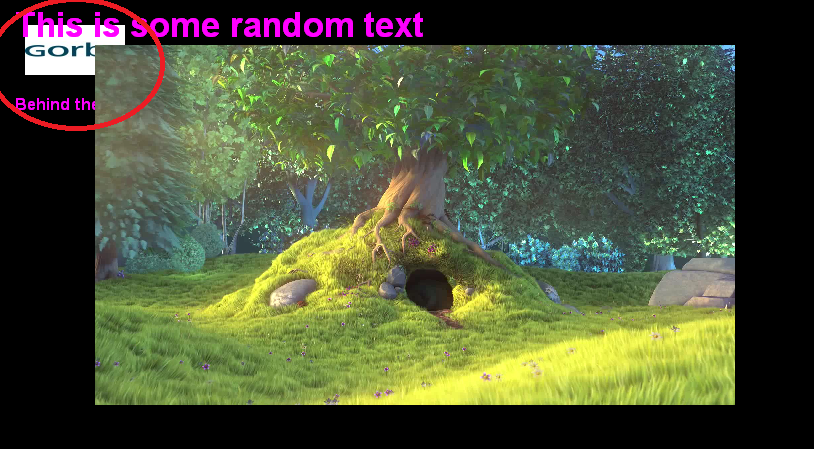 This is some random text
Gorb
Behind the